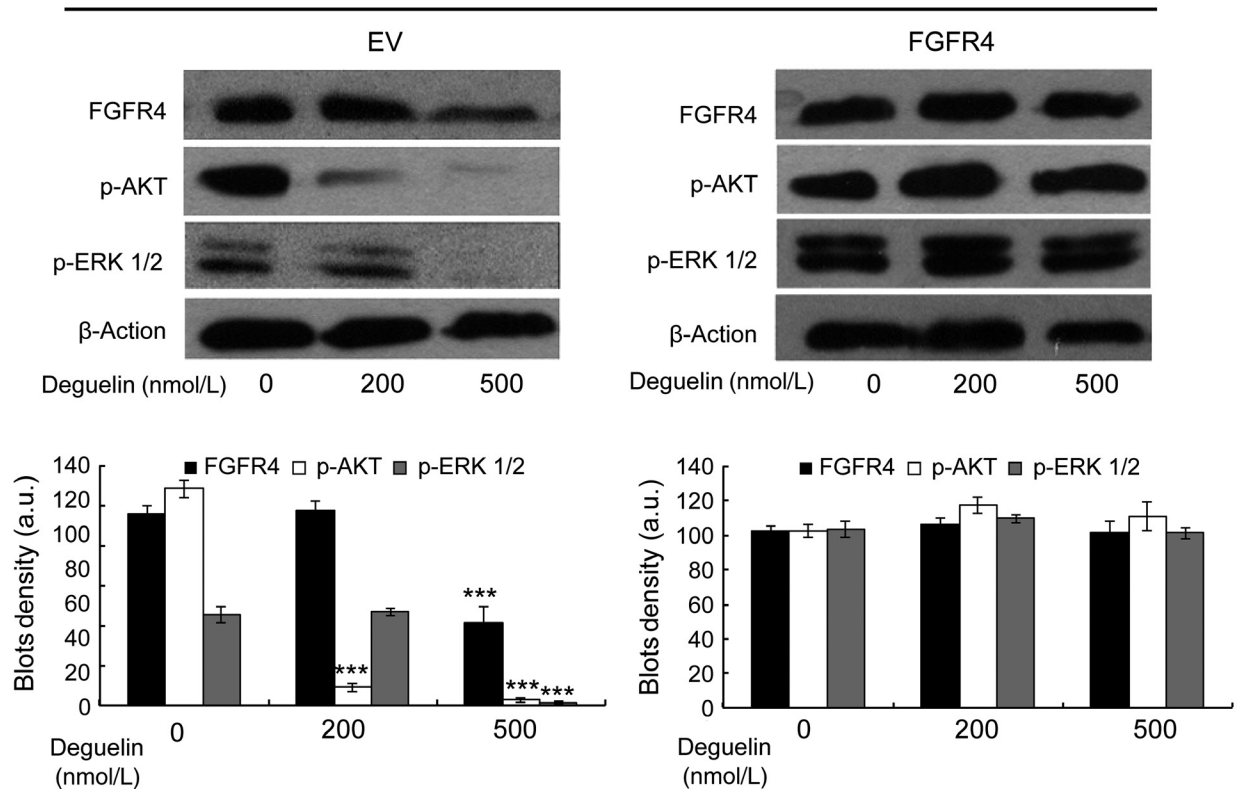 EV
FGFR4
p-AKT
p-ERK 1/2
β-Action
Deguelin (nmol/L) 0 200 500
FGFR4
FGFR4
p-AKT
p-ERK 1/2
β-Action
Deguelin (nmol/L) 0 200 500
Blots density (a.u.)
140
120
100
80
60
40
20
0
FGFR4 p-AKT p-ERK 1/2
***
***
***
***
0 200 500
Deguelin
(nmol/L)
Blots density (a.u.)
140
120
100
80
60
40
20
0
FGFR4 p-AKT p-ERK 1/2
0 200 500
Deguelin
(nmol/L)